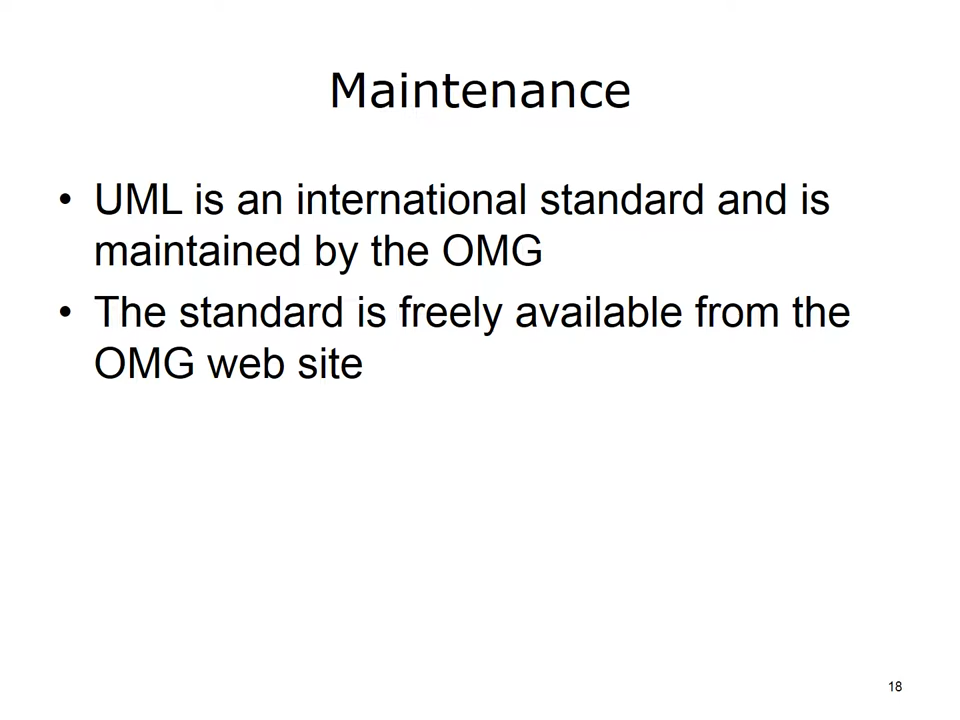 Maintenance
• UML is an international standard and is
maintained by the OMG
• The standard is freely available from the
OMG web site
18